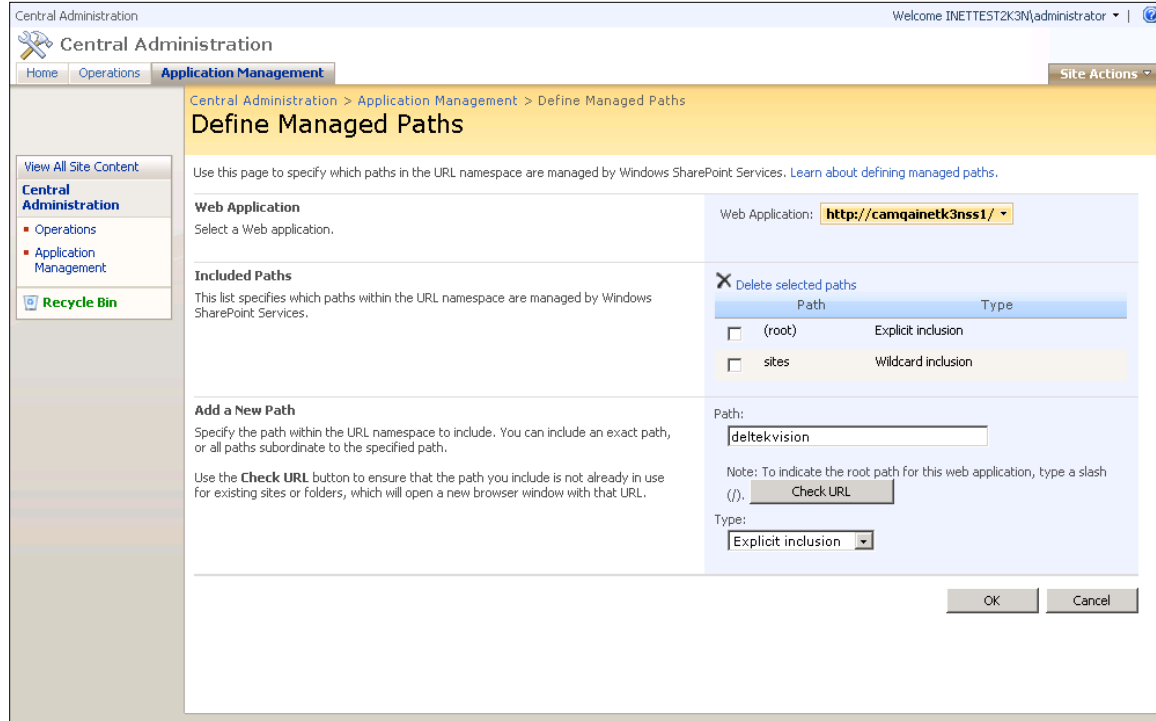 Central Administration
Welcome INETTEST2K3N\administrator
Central Administration
Home Operations Application Management
Site Actions
Central Administration > Application Management > Define Managed Paths
Define Managed Paths
View All Site Content
Central
Administration
Operations
Application
Management
Recycle Bin
Use this page to specify which paths in the URL namespace are managed by Windows SharePoint Services. Learn about defining managed paths.
Web Application
Select a Web application.
Web Application: http://camqainetk3nss1/
Included Paths
This list specifies which paths within the URL namespace are managed by Windows
SharePoint Services.
Delete selected paths
Path Type
(root) Explicit inclusion
sites Wildcard inclusion
Add a New Path
Specify the path within the URL namespace to include. You can include an exact path,
or all paths subordinate to the specified path.
Use the Check URL button to ensure that the path you include is not already in use
for existing sites or folders, which will open a new browser window with that URL.
Path:
deltekvision
Note: To indicate the root path for this web application, type a slash
(/). Check URL
Type:
Explicit inclusion
OK Cancel